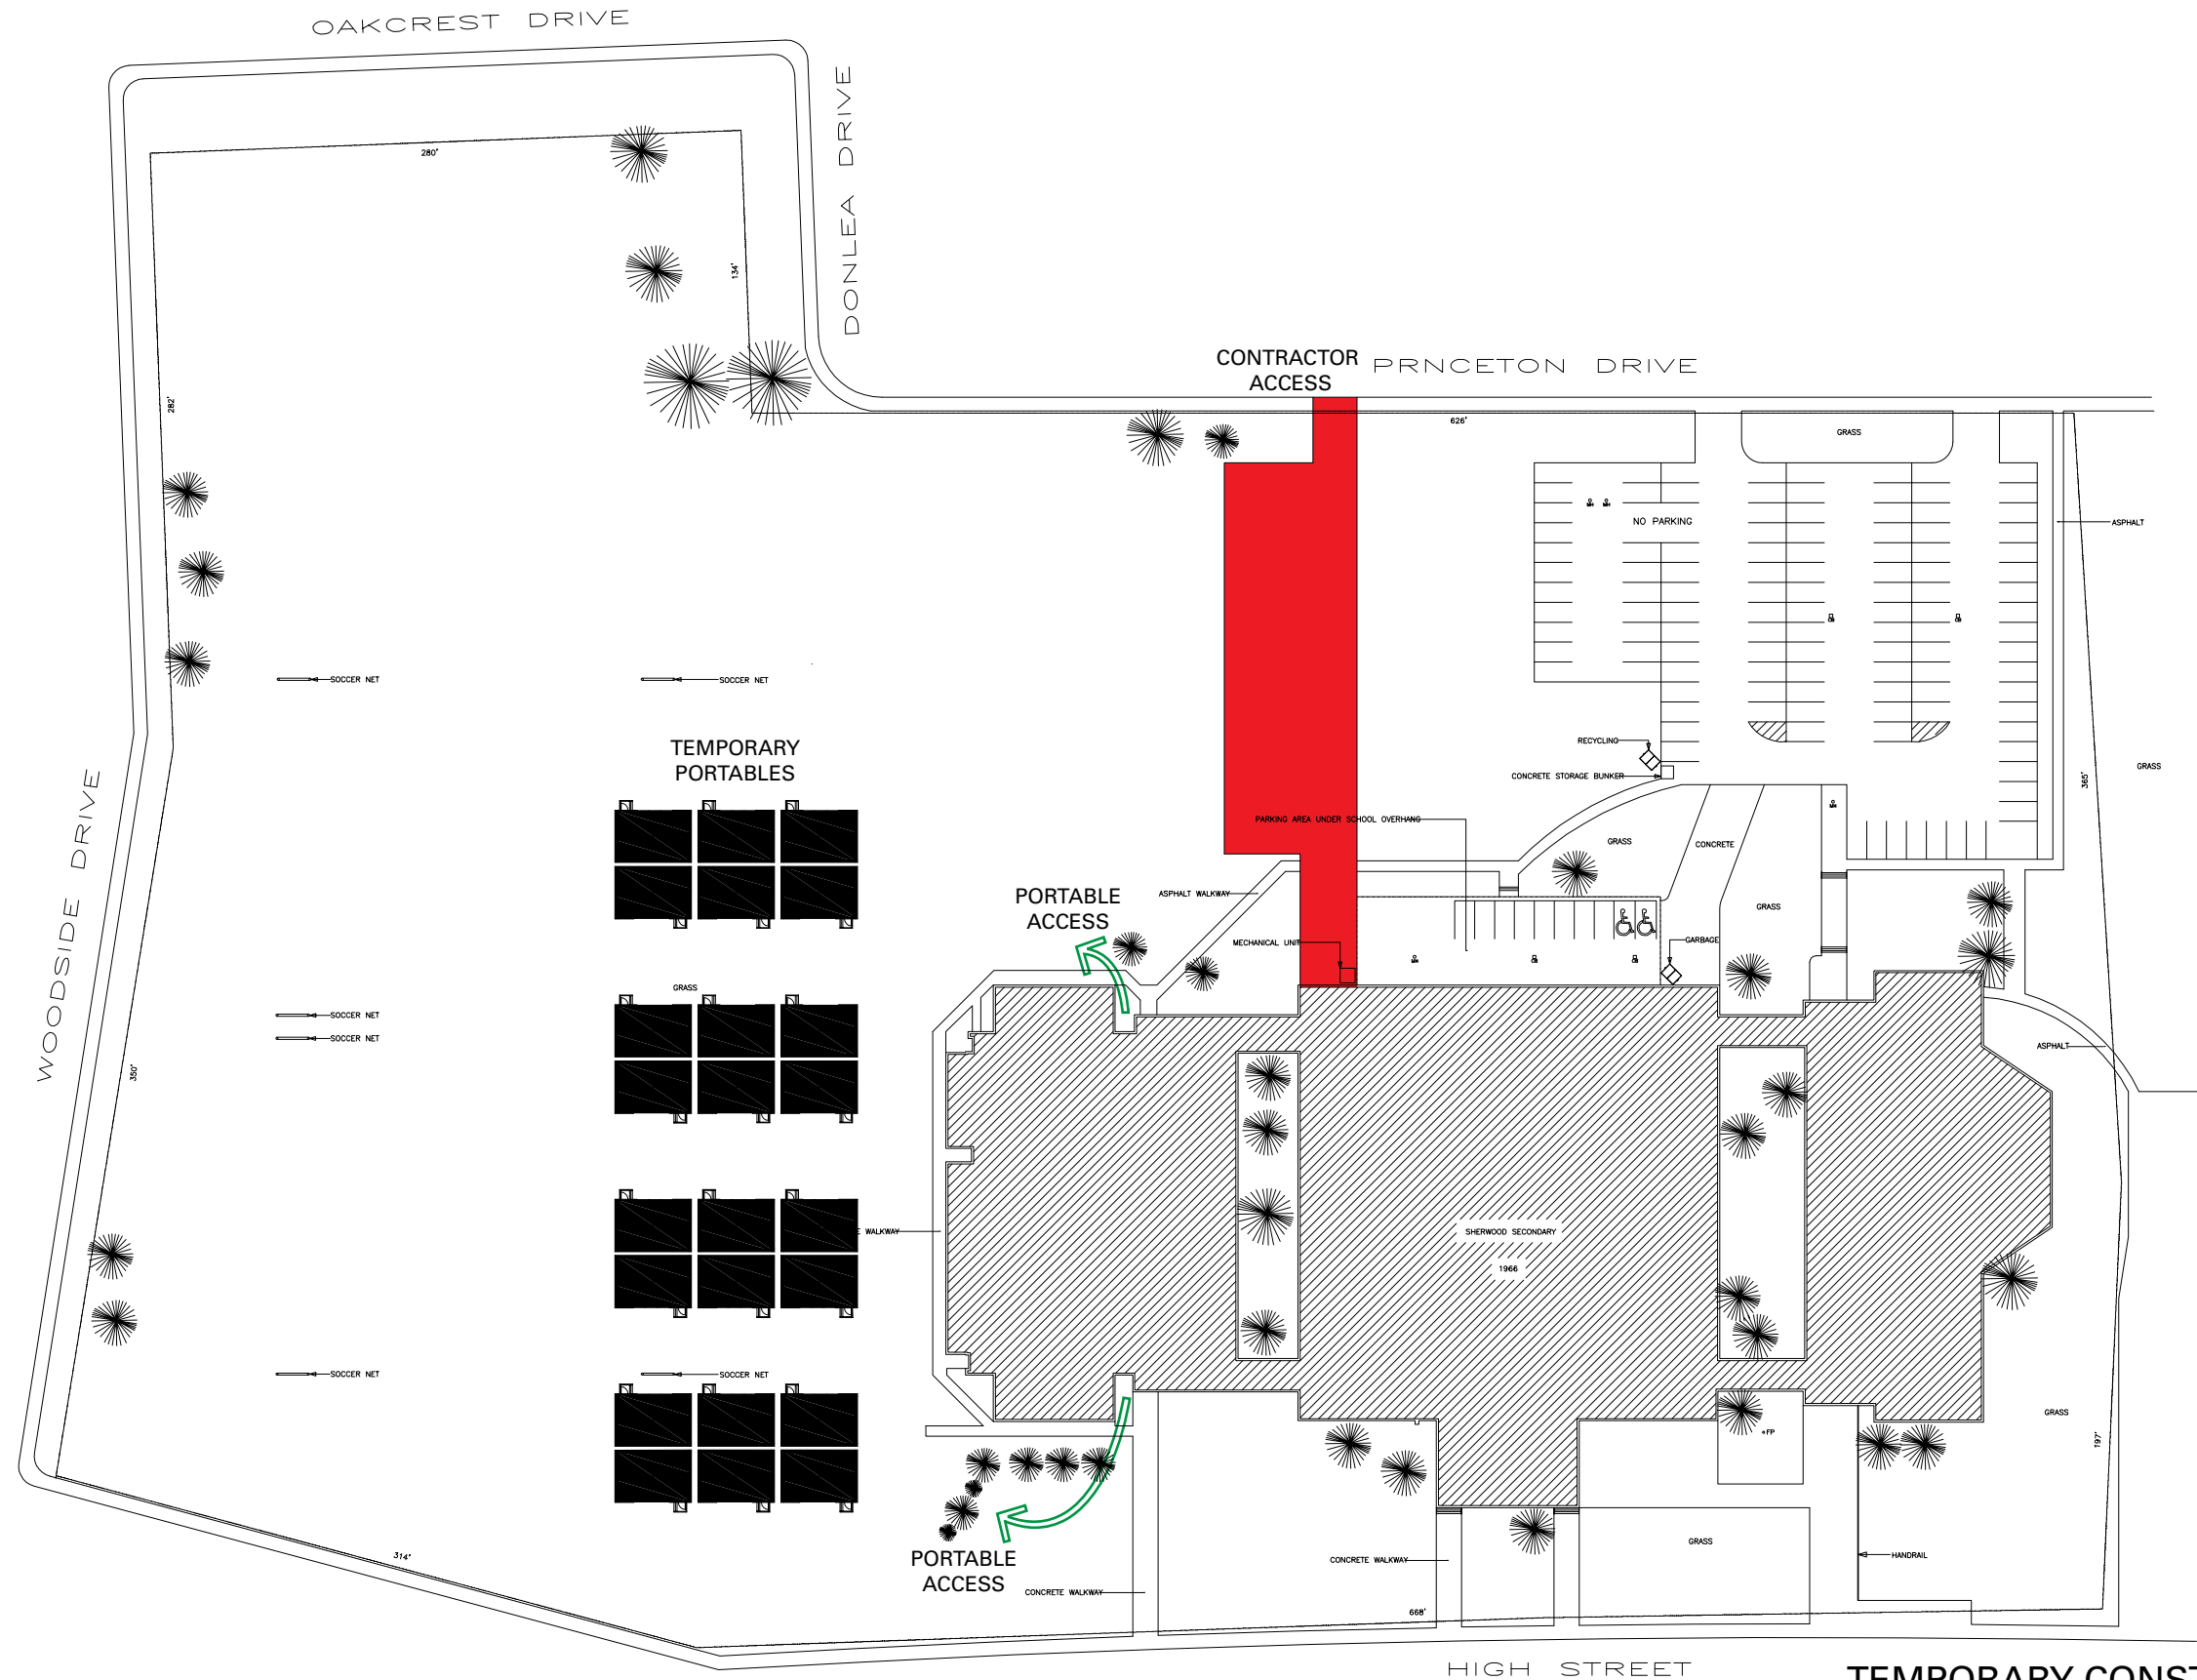 OAKCREST DRIVE
DONLEA DRIVE
280'
134'
282'
CONTRACTOR
ACCESS
PRNCETON DRIVE
626'
GRASS
NO PARKING
ASPHALT
SOCCER NET
SOCCER NET
TEMPORARY
PORTABLES
RECYCLING
CONCRETE STORAGE BUNKER
GRASS
365'
WOODSIDE DRIVE
PARKING AREA UNDER SCHOOL OVERHANG
GRASS
CONCRETE
PORTABLE
ACCESS
ASPHALT WALKWAY
GRASS
MECHANICAL UNIT
GARBAGE
GRASS
SOCCER NET
SOCCER NET
ASPHALT
350'
E WALKWAY
SHERWOOD SECONDARY
1966
SOCCER NET
SOCCER NET
GRASS
FP
197'
314'
PORTABLE
ACCESS
CONCRETE WALKWAY
CONCRETE WALKWAY
GRASS
HANDRAIL
668'
HIGH STREET
TEMPORARY CONST